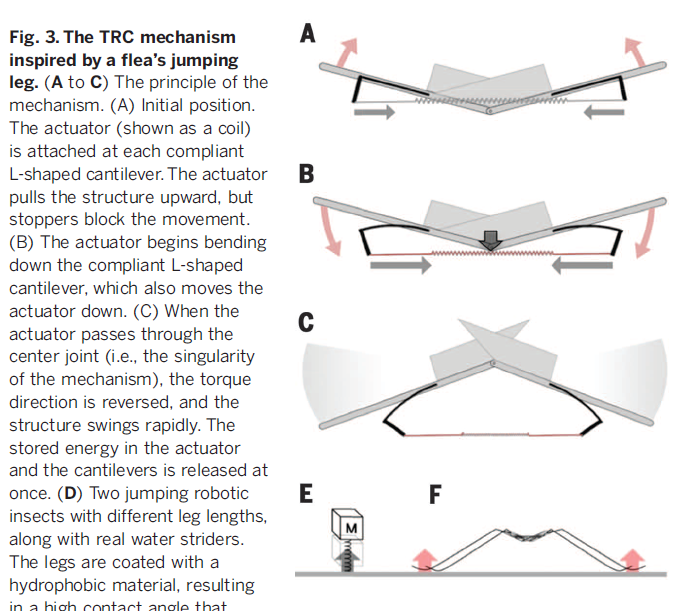 Fig. 3. The TRC mechanism
inspired by a flea's jumping
leg. (A to C) The principle of the
mechanism. (A) Initial position.
The actuator (shown as a coil)
is attached at each compliant
L-shaped cantilever. The actuator
pulls the structure upward, but
stoppers block the movement.
(B) The actuator begins bending
down the compliant L-shaped
cantilever, which also moves the
actuator down. (C) When the
actuator passes through the
center joint (i.e., the singularity
of the mechanism), the torque
direction is reversed, and the
structure swings rapidly. The
stored energy in the actuator
and the cantilevers is released at
once. (D) Two jumping robotic
insects with different leg lengths,
along with real water striders.
The legs are coated with a
hydrophobic material, resulting
in a high contact angle that
A
B
C
E
F
M